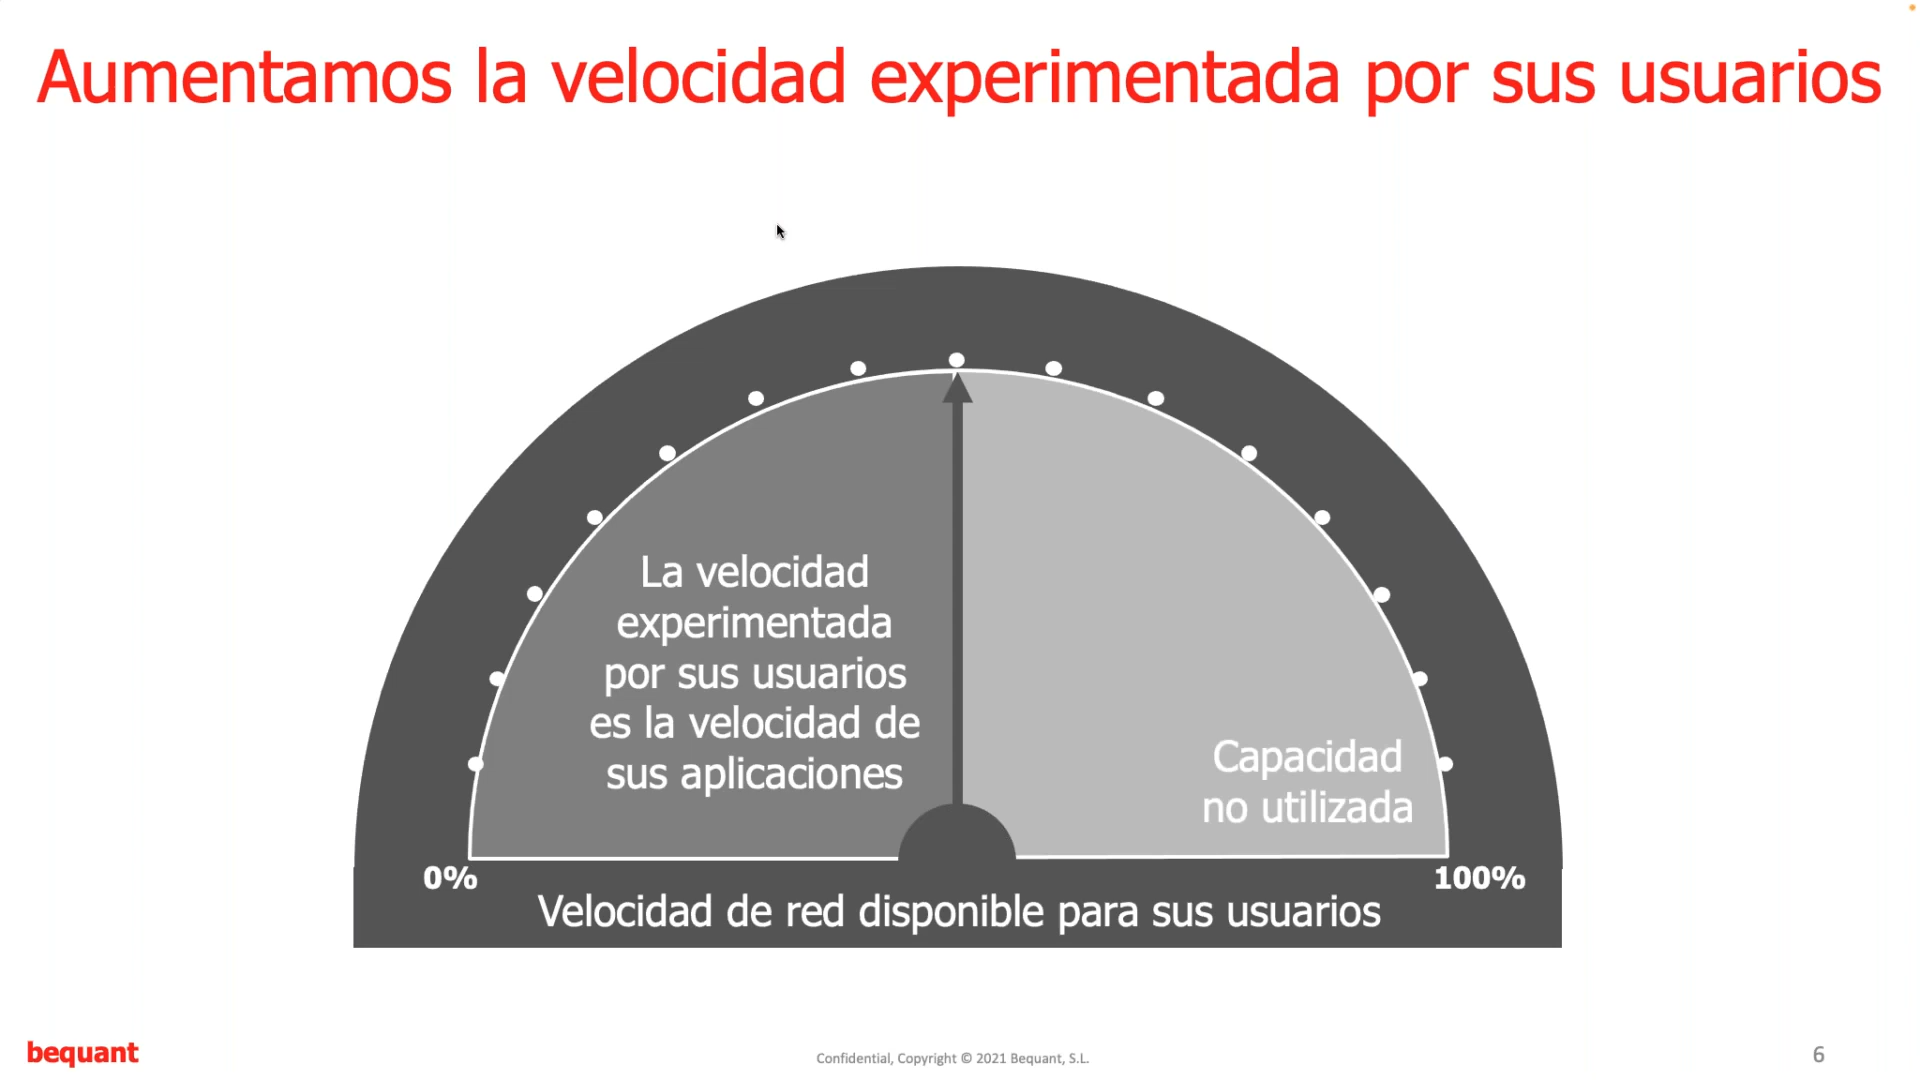 Aumentamos la velocidad experimentada por sus usuarios
La velocidad
experimentada
por sus usuarios
es la velocidad de
sus aplicaciones
Capacidad
no utilizada
0%
100%
Velocidad de red disponible para sus usuarios
bequant
Confidential, Copyright © 2021 Bequant, S.L.
6